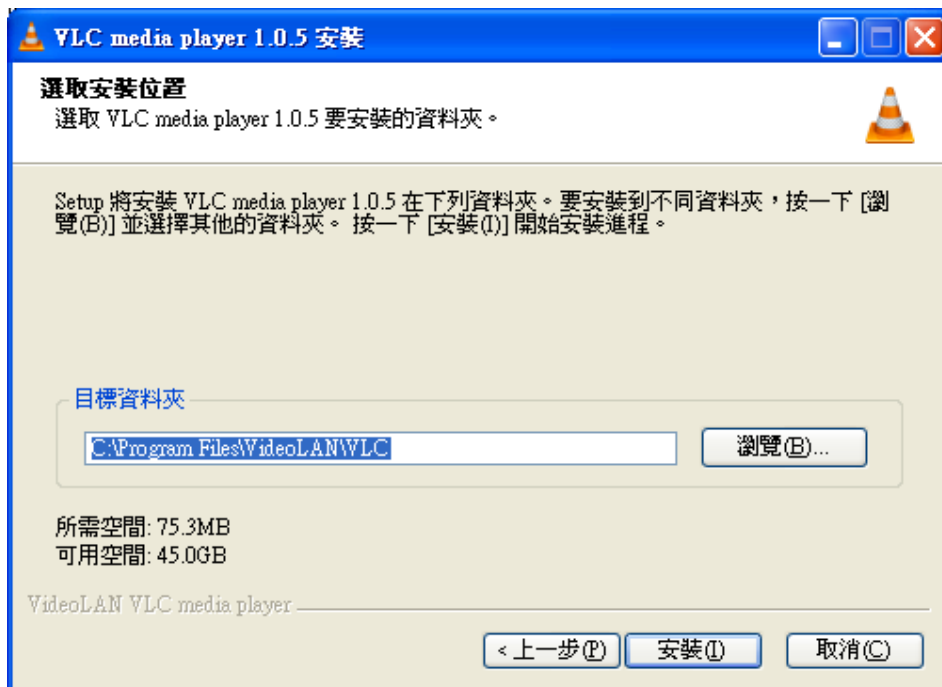 VLC media player 1.0.5 安裝
選取安裝位置
選取 VLC media player 1.0.5 要安裝的資料夾。
Setup 將安裝 VLC media player 1.0.5 在下列資料夾。要安裝到不同資料夾，按一下 [瀏
覽(B)] 並選擇其他的資料夾。 按一下 [安裝(I)] 開始安裝進程。
目標資料夾
C:\Program Files\VideoLAN\VLC
瀏覽(B)...
所需空間: 75.3MB
可用空間: 45.0GB
VideoLAN VLC media player
< 上一步(P) 安裝(I) 取消(C)